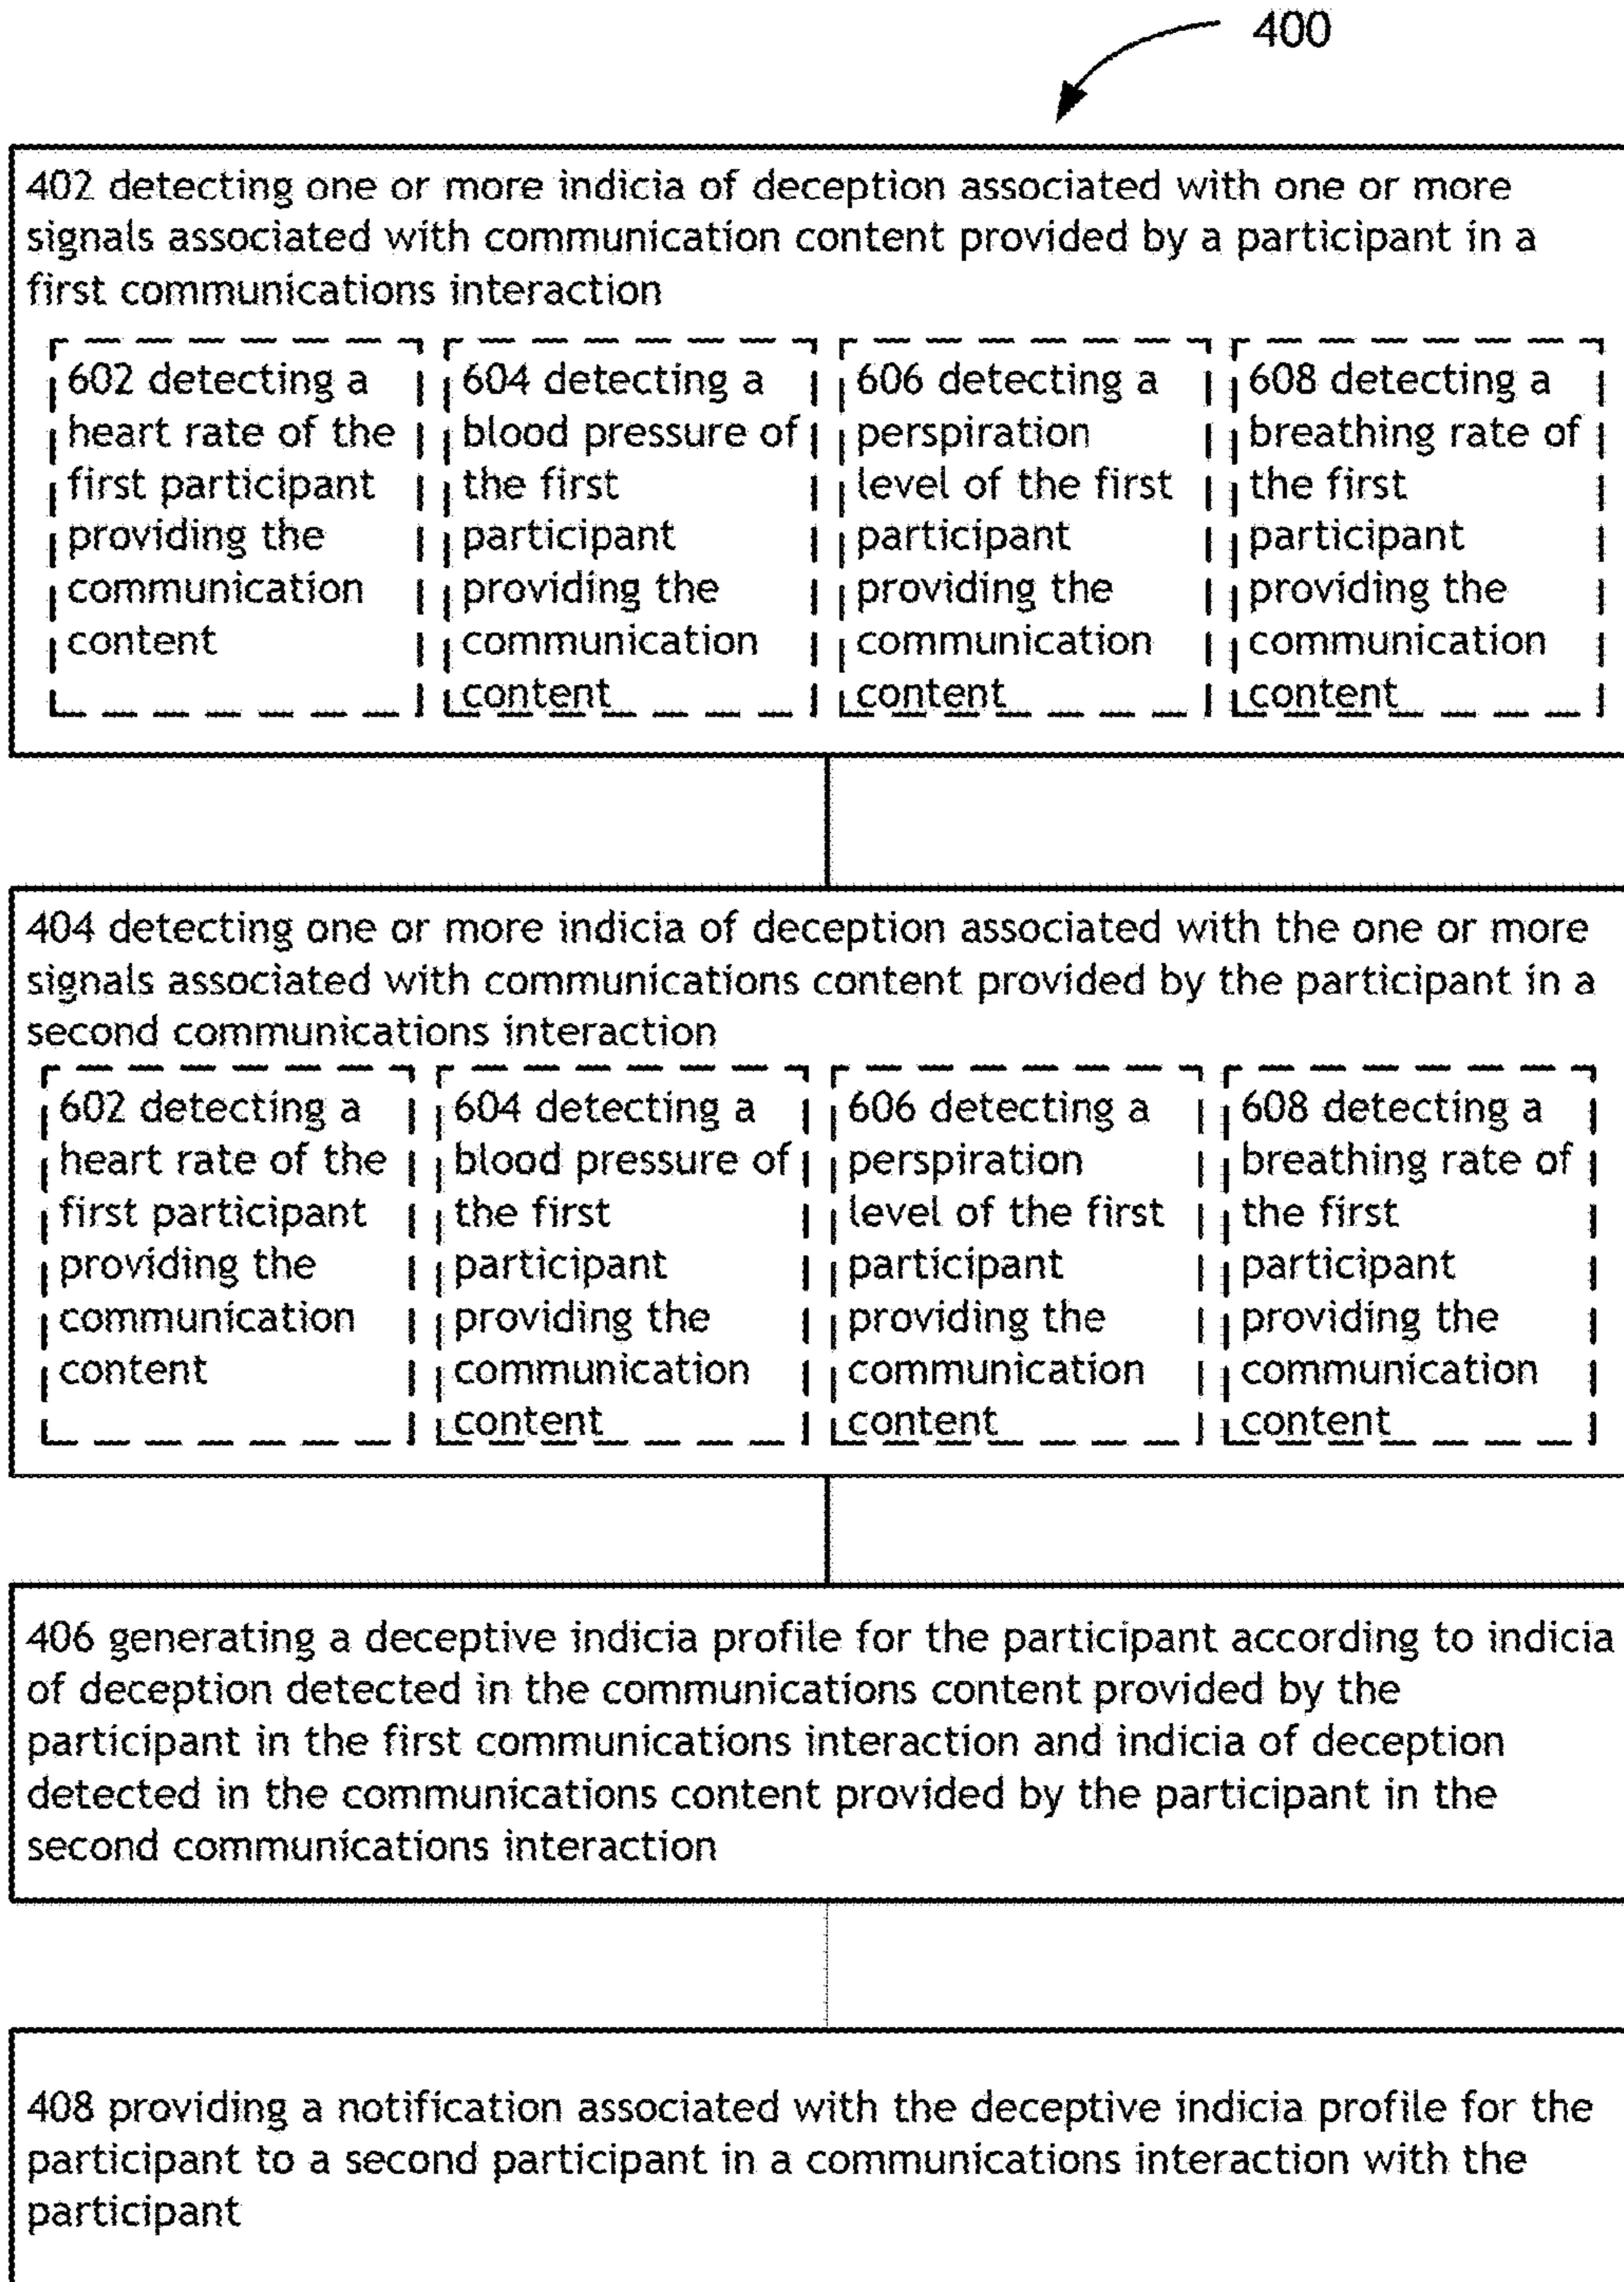 400
402 detecting one or more indicia of deception associated with one or more
signals associated with communication content provided by a participant in a
first communications interaction
602 detecting a
heart rate of the
first participant
providing the
communication
content
604 detecting a
blood pressure of
the first
participant
providing the
communication
content
606 detecting a
perspiration
level of the first
participant
providing the
communication
content
608 detecting a
breathing rate of
the first
participant
providing the
communication
content
404 detecting one or more indicia of deception associated with the one or more
signals associated with communications content provided by the participant in a
second communications interaction
602 detecting a
heart rate of the
first participant
providing the
communication
content
604 detecting a
blood pressure of
the first
participant
providing the
communication
content
606 detecting a
perspiration
level of the first
participant
providing the
communication
content
608 detecting a
breathing rate of
the first
participant
providing the
communication
content
406 generating a deceptive indicia profile for the participant according to indicia
of deception detected in the communications content provided by the
participant in the first communications interaction and indicia of deception
detected in the communications content provided by the participant in the
second communications interaction
408 providing a notification associated with the deceptive indicia profile for the
participant to a second participant in a communications interaction with the
participant